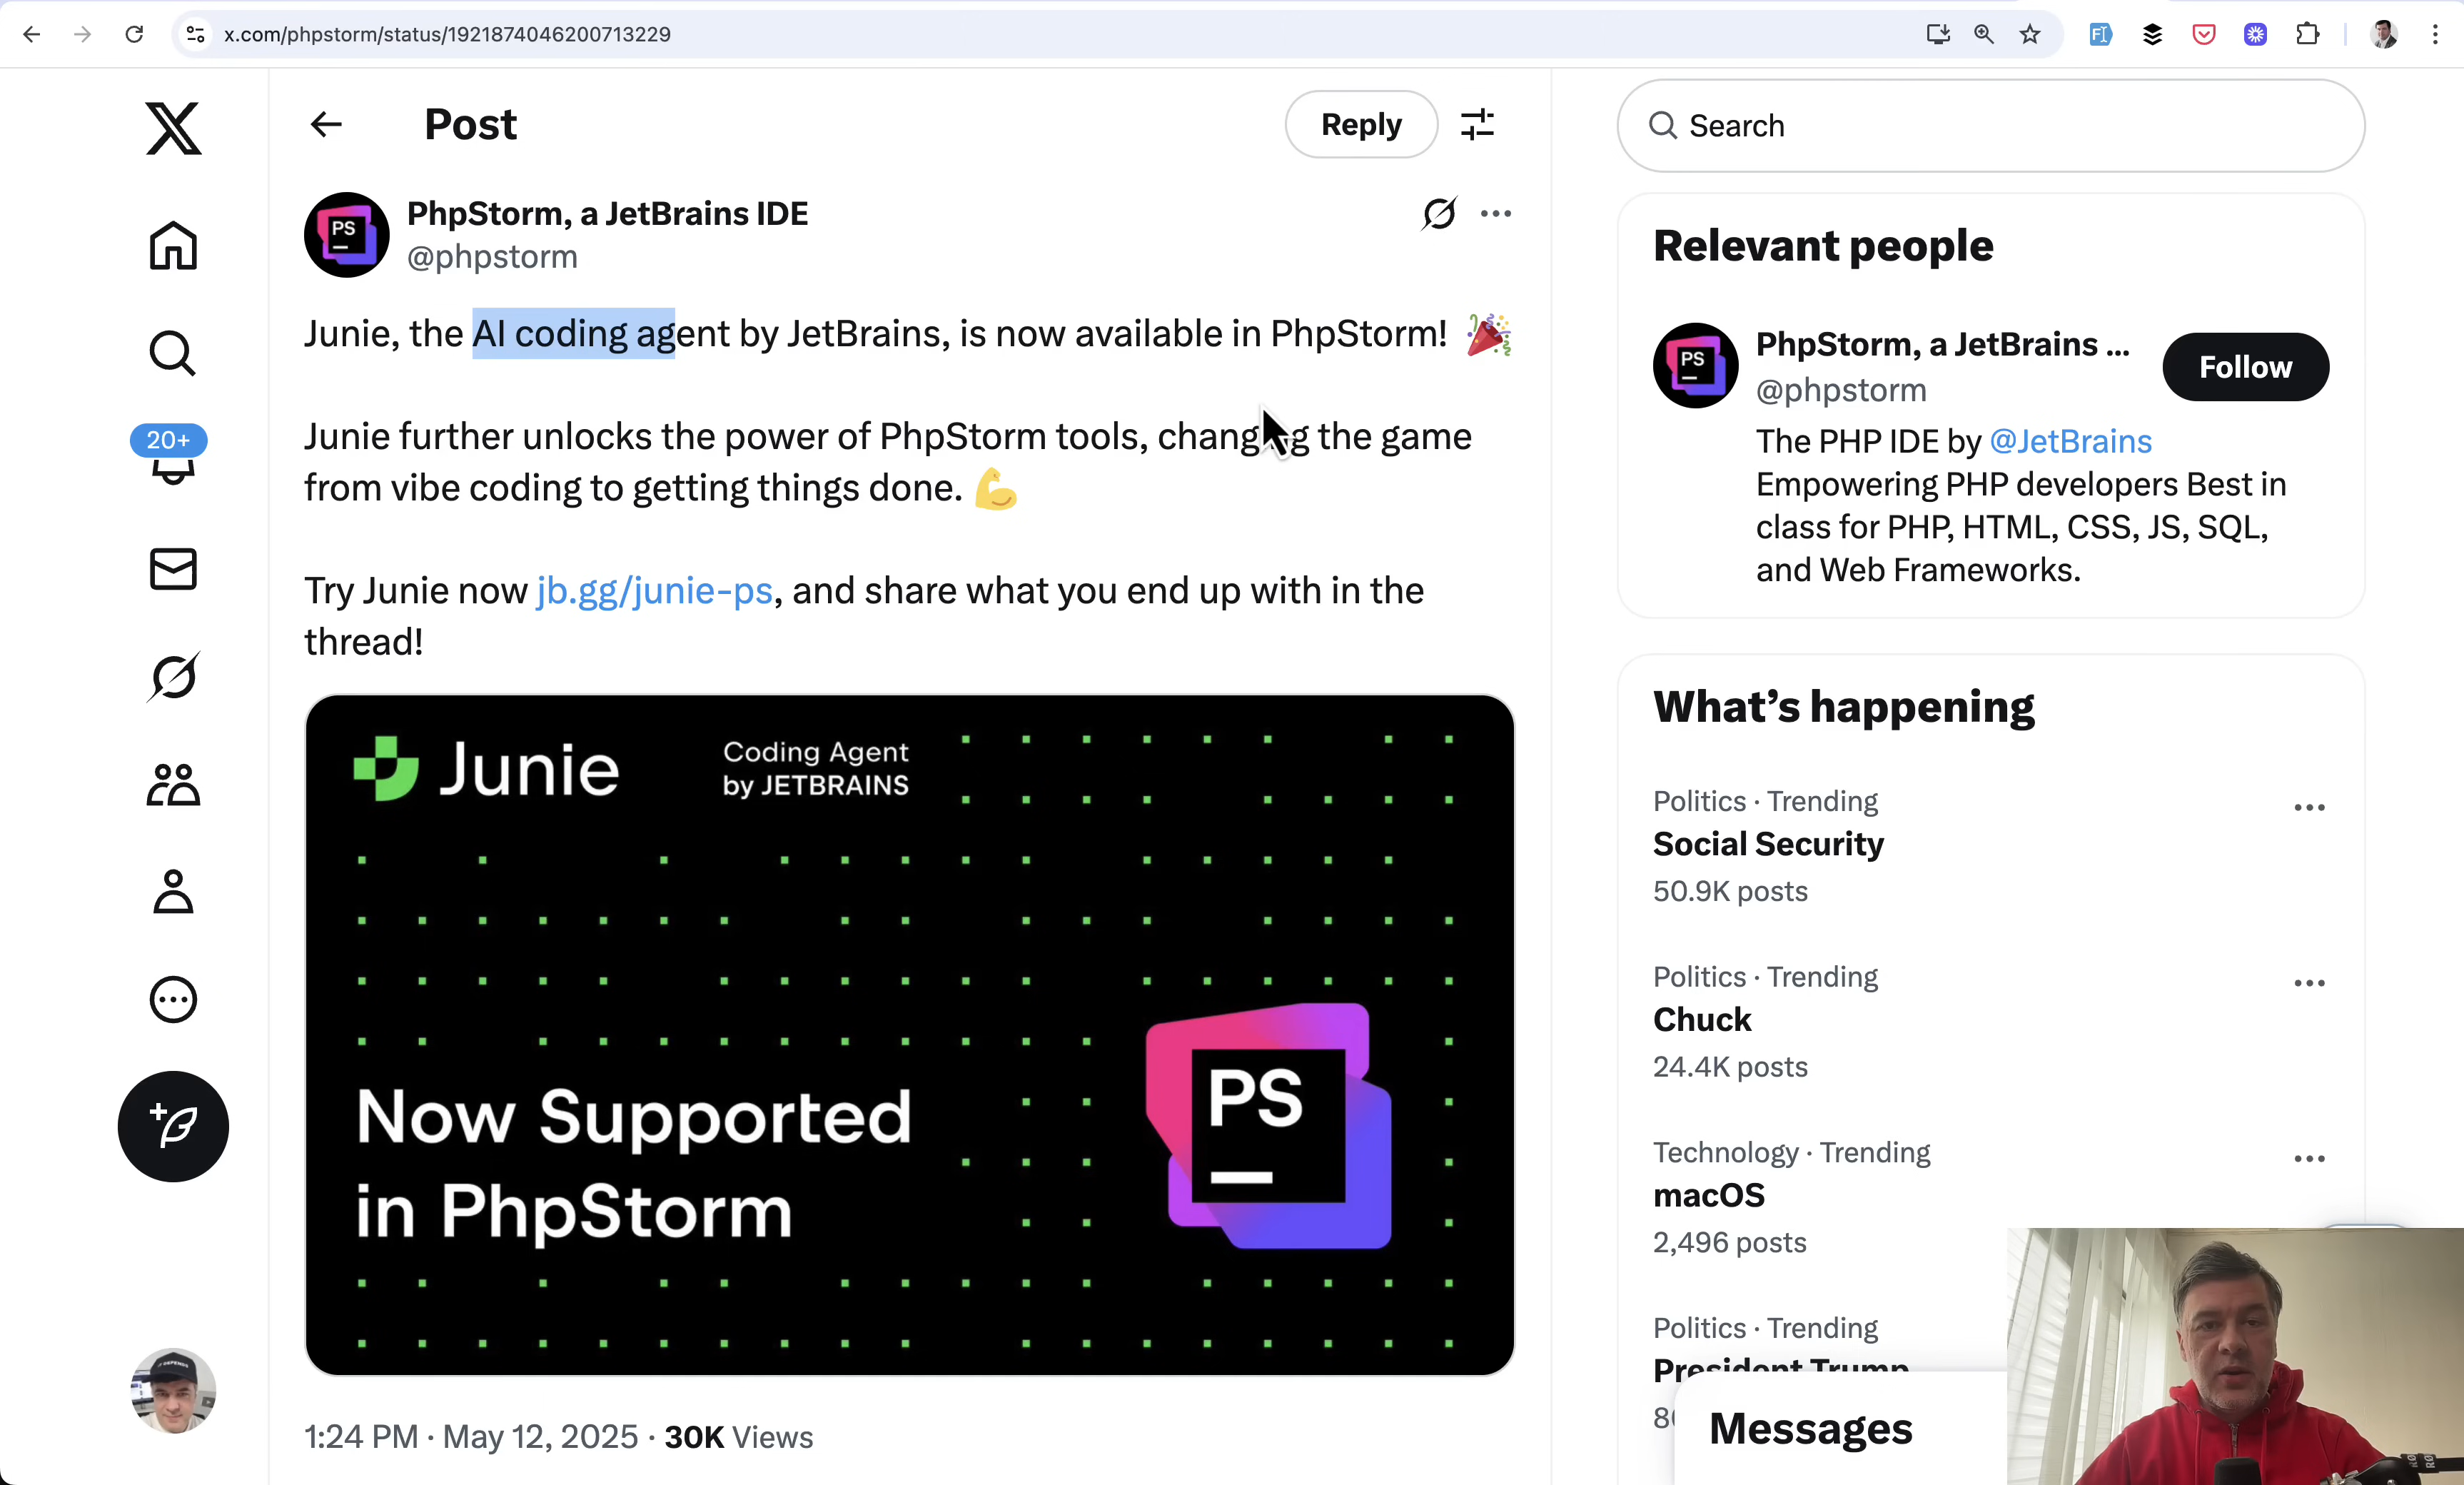 x.com/phpstorm/status/1921874046200713229
Post
Reply
PhpStorm, a JetBrains IDE
@phpstorm
Junie, the AI coding agent by JetBrains, is now available in PhpStorm! 🎉
Junie further unlocks the power of PhpStorm tools, changing the game
from vibe coding to getting things done. 💪
Try Junie now jb.gg/junie-ps, and share what you end up with in the
thread!
Junie
Coding Agent
by JETBRAINS
Now Supported
in PhpStorm
PS
1:24 PM · May 12, 2025 · 30K Views
20+
Search
Relevant people
PhpStorm, a JetBrains ...
@phpstorm
Follow
The PHP IDE by @JetBrains
Empowering PHP developers Best in
class for PHP, HTML, CSS, JS, SQL,
and Web Frameworks.
What's happening
Politics · Trending
Social Security
50.9K posts
Politics · Trending
Chuck
24.4K posts
Technology · Trending
macOS
2,496 posts
Politics · Trending
President Trump
Messages